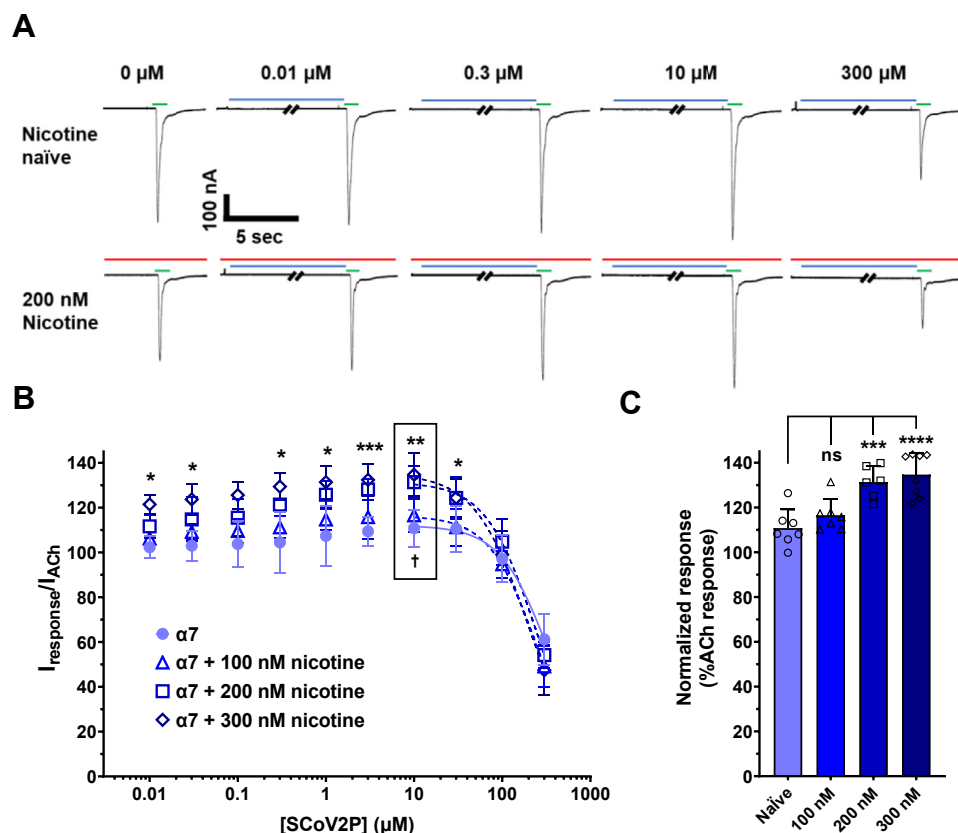 A
0 µM 0.01 µM 0.3 µM 10 µM 300 µM
Nicotine
naïve
100 nA
5 sec
200 nM
Nicotine
B
I_response/I_ACh
140
120
100
80
60
40
20
0
* * * * *** ** *
†
α7
α7 + 100 nM nicotine
α7 + 200 nM nicotine
α7 + 300 nM nicotine
0.01 0.1 1 10 100 1000
[SCoV2P] (µM)
C
Normalized response
(%ACh response)
140
120
100
80
60
40
20
0
ns *** ****
Naïve 100 nM 200 nM 300 nM